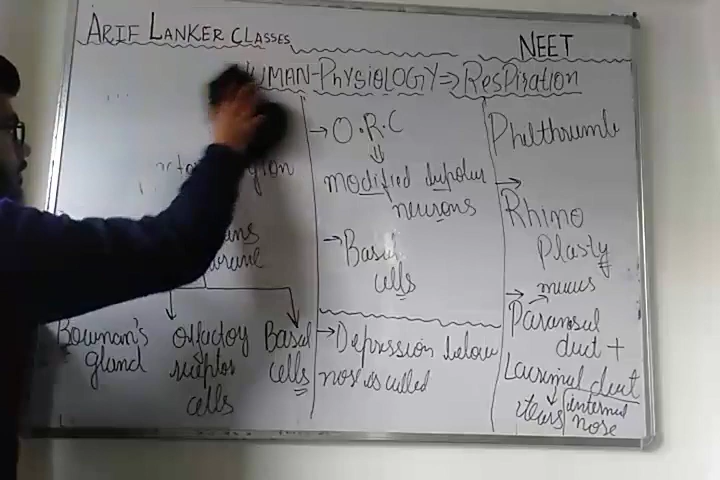 ARIF LANKER CLASSES
NEET
HUMAN-PhysioLOGY⇒ResPIRation
→O.R.C
modified bipolar
neurons
→Basal
cells
→Depression below
nose is called
Bowman's
gland
olfactory
receptor
cells
Basal
cells
Philthrumb
→
Rhino
Plasty
→ mucus
Paranasal
duct +
Lacrimal duct
tears internal
nose